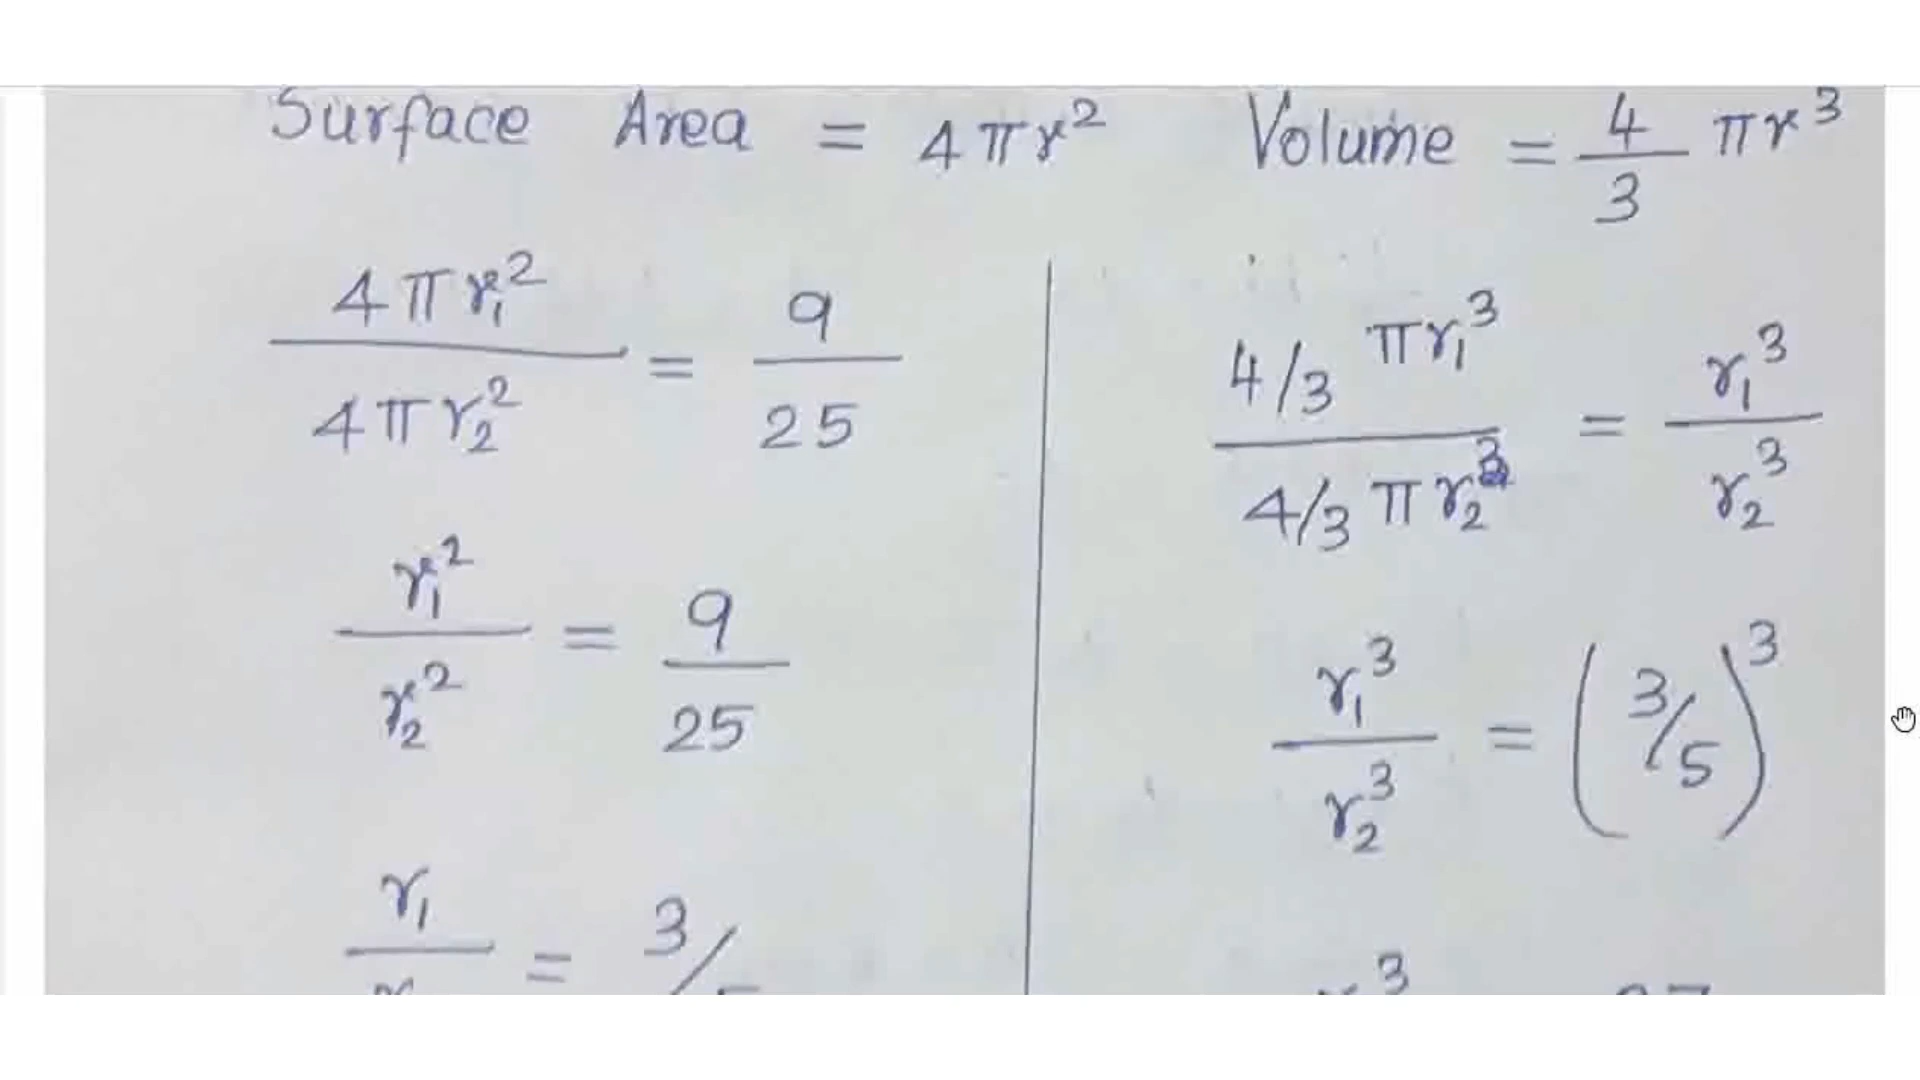 Surface Area = 4πr²
Volume = 4/3 πr³
4πr₁² / 4πr₂² = 9/25
r₁² / r₂² = 9/25
r₁ / = 3/
4/3 πr₁³ / 4/3 πr₂³ = r₁³ / r₂³
r₁³ / r₂³ = (3/5)³